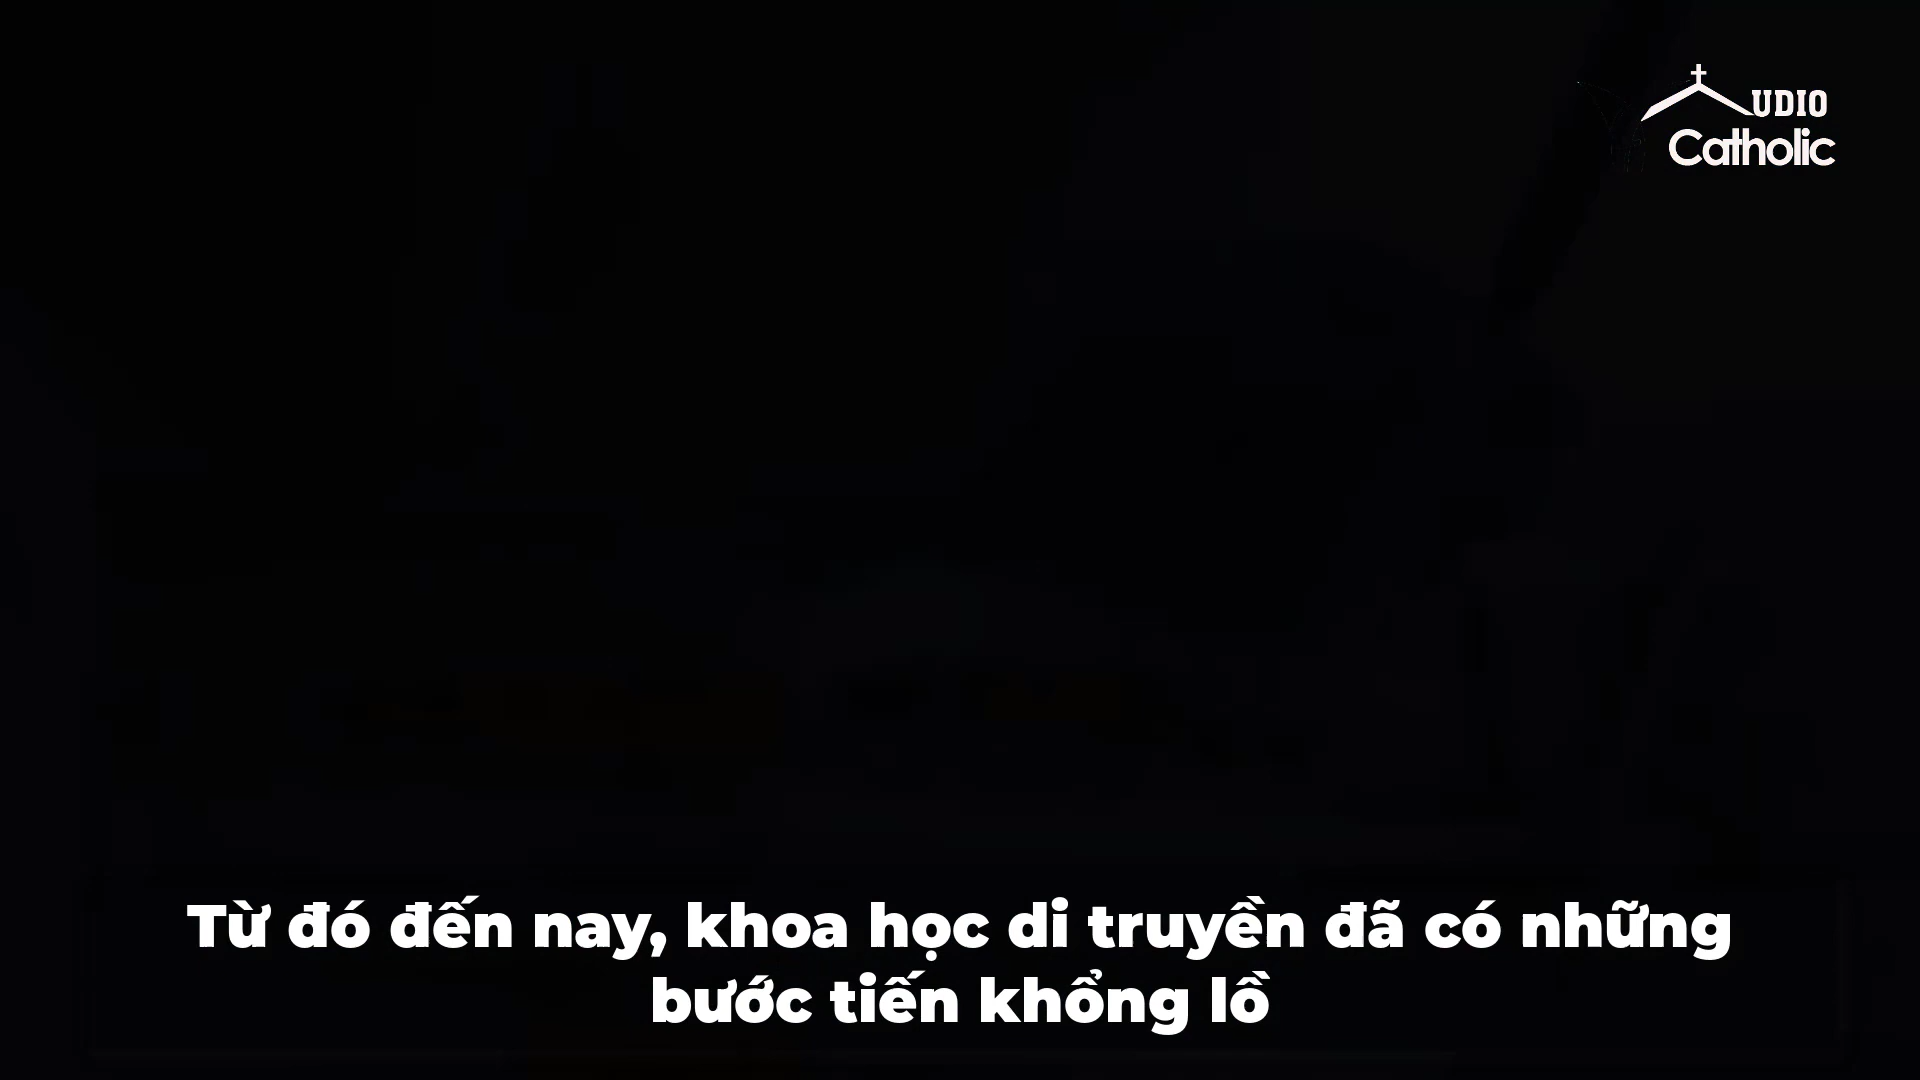 UDIO
Catholic
Từ đó đến nay, khoa học di truyền đã có những
bước tiến khổng lồ